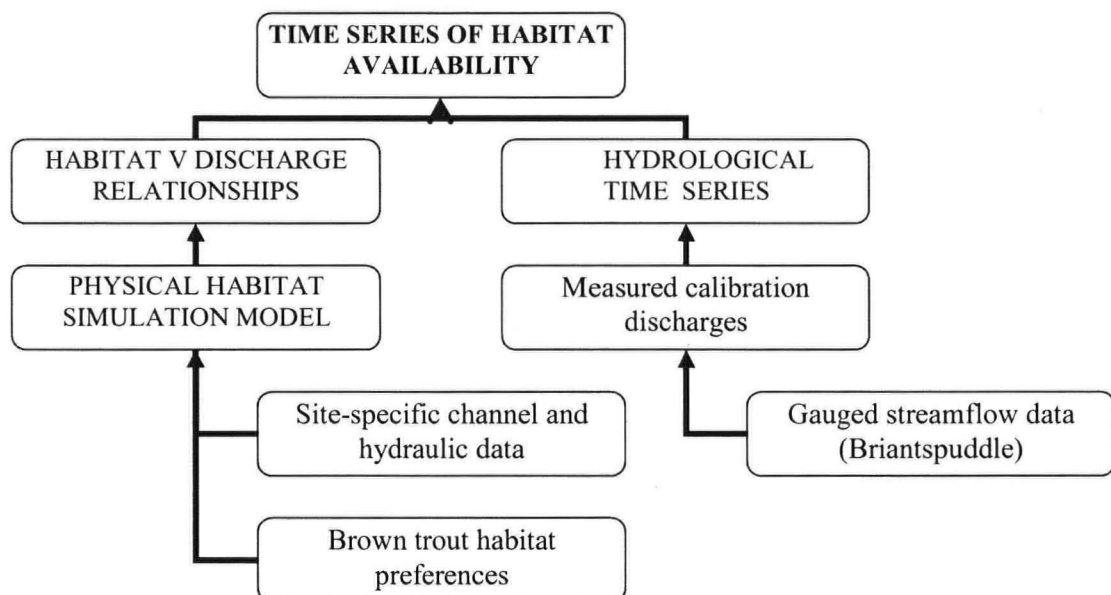 TIME SERIES OF HABITAT
AVAILABILITY
HABITAT V DISCHARGE
RELATIONSHIPS
HYDROLOGICAL
TIME SERIES
PHYSICAL HABITAT
SIMULATION MODEL
Measured calibration
discharges
Site-specific channel and
hydraulic data
Gauged streamflow data
(Briantspuddle)
Brown trout habitat
preferences